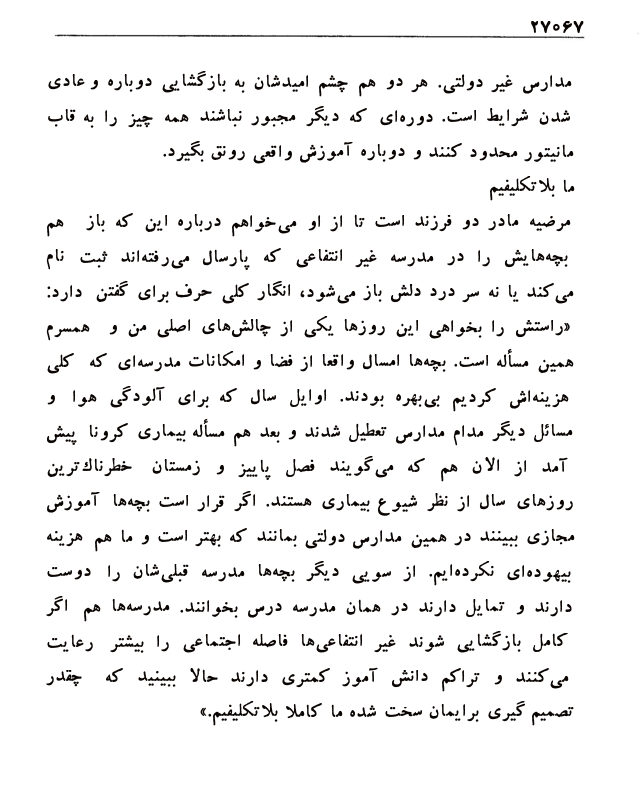 ۲۷۰۶۷
مدارس غیر دولتی. هر دو هم چشم امیدشان به بازگشایی دوباره و عادی
شدن شرایط است. دوره‌ای که دیگر مجبور نباشند همه چیز را به قاب
مانیتور محدود کنند و دوباره آموزش واقعی رونق بگیرد.
ما بلاتکلیفیم
مرضیه مادر دو فرزند است تا از او می‌خواهم درباره این که باز هم
بچه‌هایش را در مدرسه غیر انتفاعی که پارسال می‌رفته‌اند ثبت نام
می‌کند یا نه سر درد دلش باز می‌شود، انگار کلی حرف برای گفتن دارد:
«راستش را بخواهی این روزها یکی از چالش‌های اصلی من و همسرم
همین مسأله است. بچه‌ها امسال واقعا از فضا و امکانات مدرسه‌ای که کلی
هزینه‌اش کردیم بی‌بهره بودند. اوایل سال که برای آلودگی هوا و
مسائل دیگر مدام مدارس تعطیل شدند و بعد هم مسأله بیماری کرونا پیش
آمد از الان هم که می‌گویند فصل پاییز و زمستان خطرناك‌ترین
روزهای سال از نظر شیوع بیماری هستند. اگر قرار است بچه‌ها آموزش
مجازی ببینند در همین مدارس دولتی بمانند که بهتر است و ما هم هزینه
بیهوده‌ای نکرده‌ایم. از سویی دیگر بچه‌ها مدرسه قبلی‌شان را دوست
دارند و تمایل دارند در همان مدرسه درس بخوانند. مدرسه‌ها هم اگر
کامل بازگشایی شوند غیر انتفاعی‌ها فاصله اجتماعی را بیشتر رعایت
می‌کنند و تراکم دانش آموز کمتری دارند حالا ببینید که چقدر
تصمیم گیری برایمان سخت شده ما کاملا بلاتکلیفیم.»